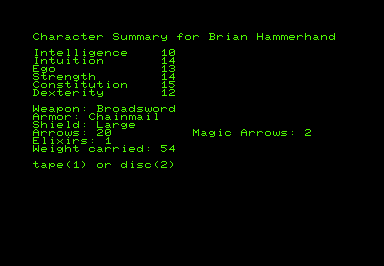 Character Summary for Brian Hammerhand
Intelligence 10
Intuition 14
Ego 13
Strength 14
Constitution 15
Dexterity 12
Weapon: Broadsword
Armor: Chainmail
Shield: Large
Arrows: 20 Magic Arrows: 2
Elixirs: 1
Weight carried: 54
tape(1) or disc(2)